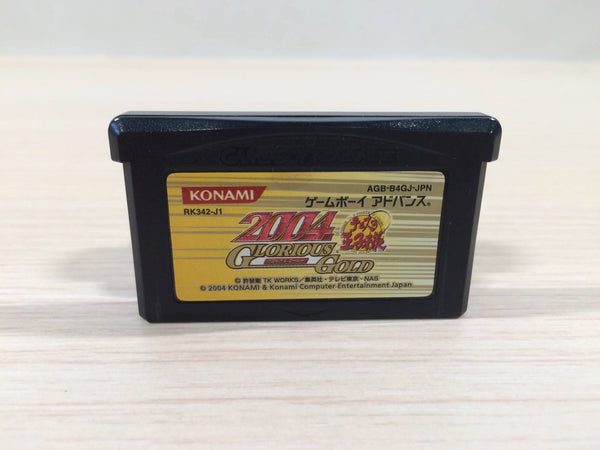 KONAMI
RK342-J1
AGB-B4GJ-JPN
ゲームボーイ アドバンス®
2004
テニスの
王子様
GLORIOUS
GOLD
© 許斐剛 TK WORKS／集英社・テレビ東京・NAS
© 2004 KONAMI & Konami Computer Entertainment Japan